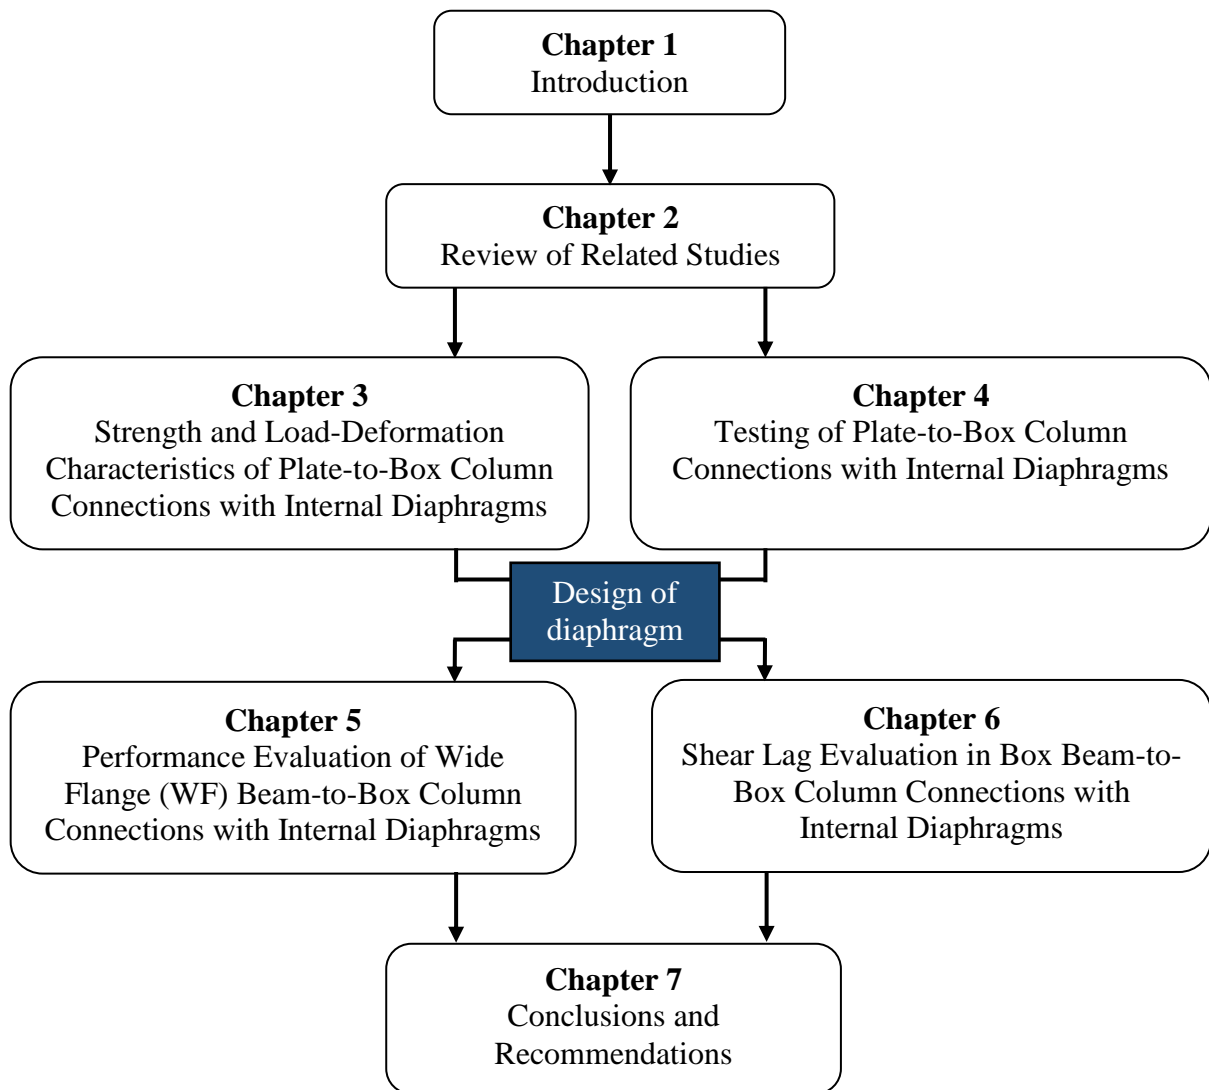 Chapter 1
Introduction
Chapter 2
Review of Related Studies
Chapter 3
Strength and Load-Deformation
Characteristics of Plate-to-Box Column
Connections with Internal Diaphragms
Chapter 4
Testing of Plate-to-Box Column
Connections with Internal Diaphragms
Design of
diaphragm
Chapter 5
Performance Evaluation of Wide
Flange (WF) Beam-to-Box Column
Connections with Internal Diaphragms
Chapter 6
Shear Lag Evaluation in Box Beam-to-
Box Column Connections with
Internal Diaphragms
Chapter 7
Conclusions and
Recommendations